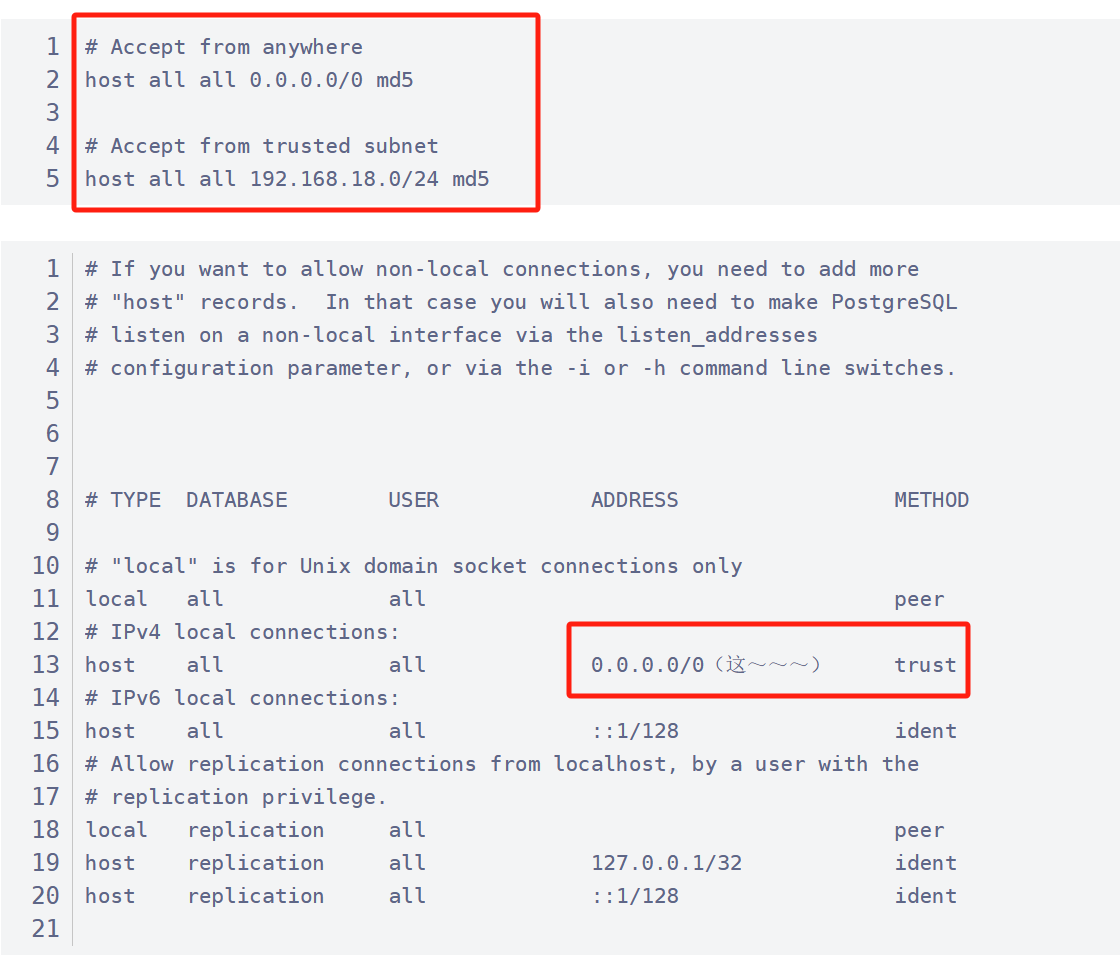 1 # Accept from anywhere
2 host all all 0.0.0.0/0 md5
3
4 # Accept from trusted subnet
5 host all all 192.168.18.0/24 md5
1 # If you want to allow non-local connections, you need to add more
2 # "host" records.  In that case you will also need to make PostgreSQL
3 # listen on a non-local interface via the listen_addresses
4 # configuration parameter, or via the -i or -h command line switches.
5
6
7
8 # TYPE  DATABASE        USER            ADDRESS                 METHOD
9
10 # "local" is for Unix domain socket connections only
11 local   all             all                                     peer
12 # IPv4 local connections:
13 host    all             all             0.0.0.0/0（这～～～）      trust
14 # IPv6 local connections:
15 host    all             all             ::1/128                 ident
16 # Allow replication connections from localhost, by a user with the
17 # replication privilege.
18 local   replication     all                                     peer
19 host    replication     all             127.0.0.1/32            ident
20 host    replication     all             ::1/128                 ident
21